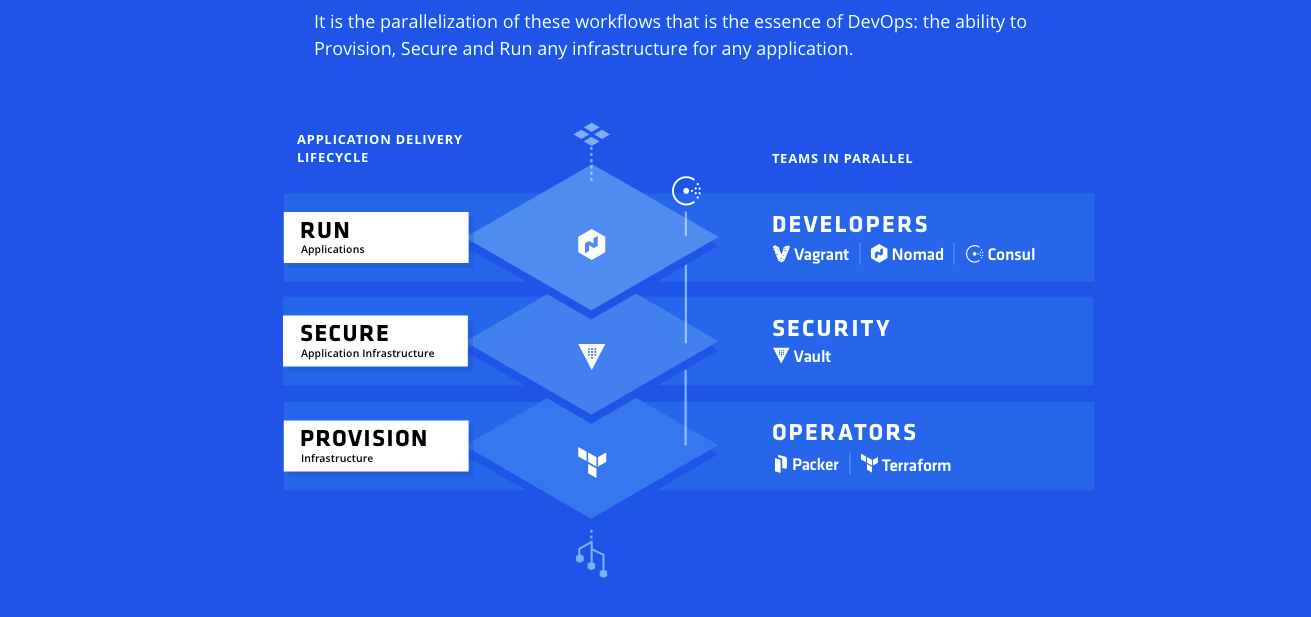 It is the parallelization of these workflows that is the essence of DevOps: the ability to
Provision, Secure and Run any infrastructure for any application.
APPLICATION DELIVERY
LIFECYCLE
TEAMS IN PARALLEL
RUN
Applications
DEVELOPERS
Vagrant Nomad Consul
SECURE
Application Infrastructure
SECURITY
Vault
PROVISION
Infrastructure
OPERATORS
Packer Terraform